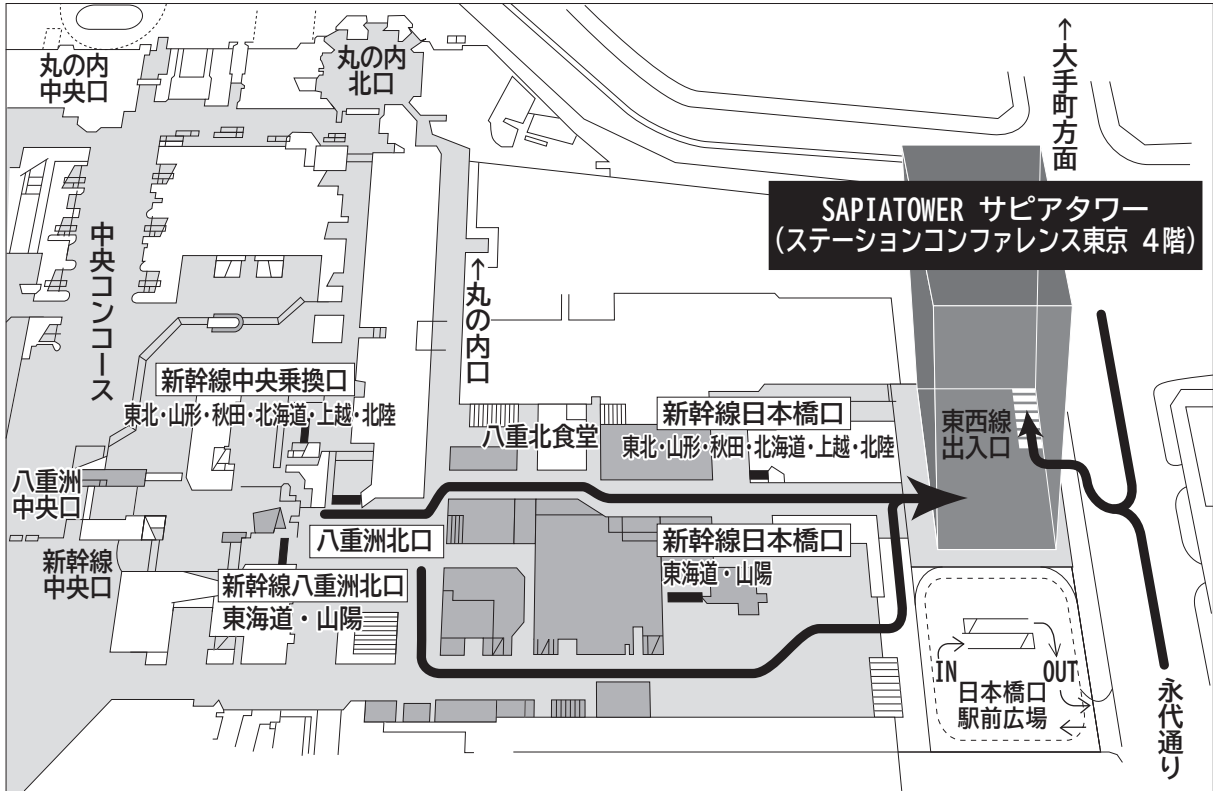 丸の内
中央口
丸の内
北口
↑大手町方面
SAPIATOWER サピアタワー
(ステーションコンファレンス東京 4階)
中央コンコース
↑丸の内口
新幹線中央乗換口
東北・山形・秋田・北海道・上越・北陸
八重北食堂
新幹線日本橋口
東北・山形・秋田・北海道・上越・北陸
東西線
出入口
八重洲
中央口
八重洲北口
新幹線日本橋口
東海道・山陽
新幹線
中央口
新幹線八重洲北口
東海道・山陽
IN
OUT
日本橋口
駅前広場
永代通り